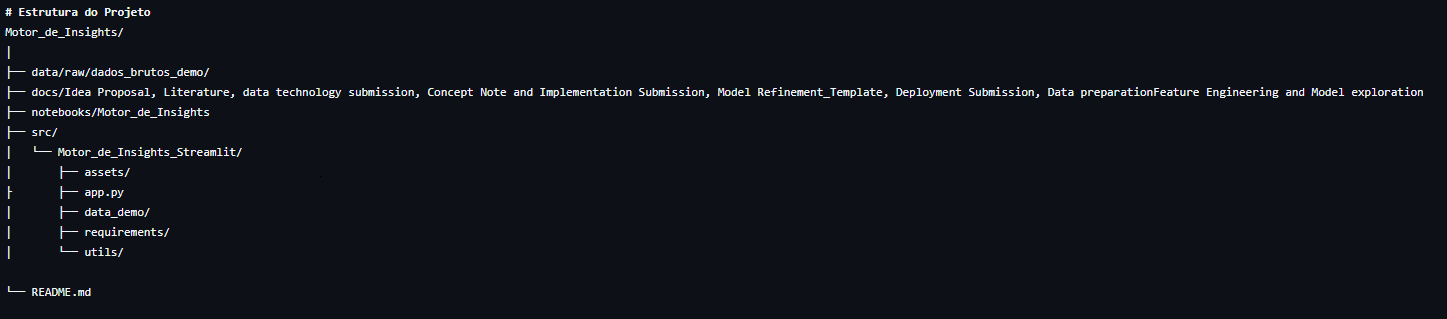 # Estrutura do Projeto
Motor_de_Insights/
│
├── data/raw/dados_brutos_demo/
├── docs/Idea Proposal, Literature, data technology submission, Concept Note and Implementation Submission, Model Refinement_Template, Deployment Submission, Data preparationFeature Engineering and Model exploration
├── notebooks/Motor_de_Insights
├── src/
│   └── Motor_de_Insights_Streamlit/
│       ├── assets/
├       ├── app.py
│       ├── data_demo/
│       ├── requirements/
│       └── utils/
└── README.md